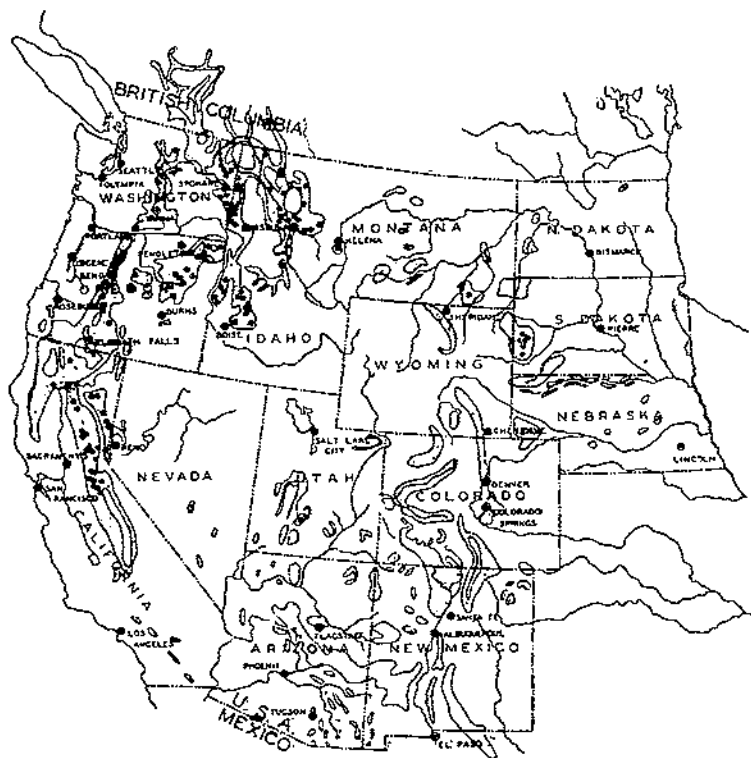 BRITISH COLUMBIA
SEATTLE
OLYMPIA
SPOKANE
WASHINGTON
PORTLAND
EUGENE
BEND
BURNS
BOISE
IDAHO
MONTANA
HELENA
N. DAKOTA
BISMARCK
S. DAKOTA
PIERRE
SHERIDAN
WYOMING
NEBRASKA
LINCOLN
CHEYENNE
RENO
SACRAMENTO
SAN
FRANCISCO
NEVADA
SALT LAKE
CITY
UTAH
DENVER
COLORADO
COLORADO
SPRINGS
CALIFORNIA
LOS
ANGELES
FLAGSTAFF
ARIZONA
PHOENIX
TUCSON
SANTA FE
ALBUQUERQUE
NEW MEXICO
U.S.A.
MEXICO
EL PASO